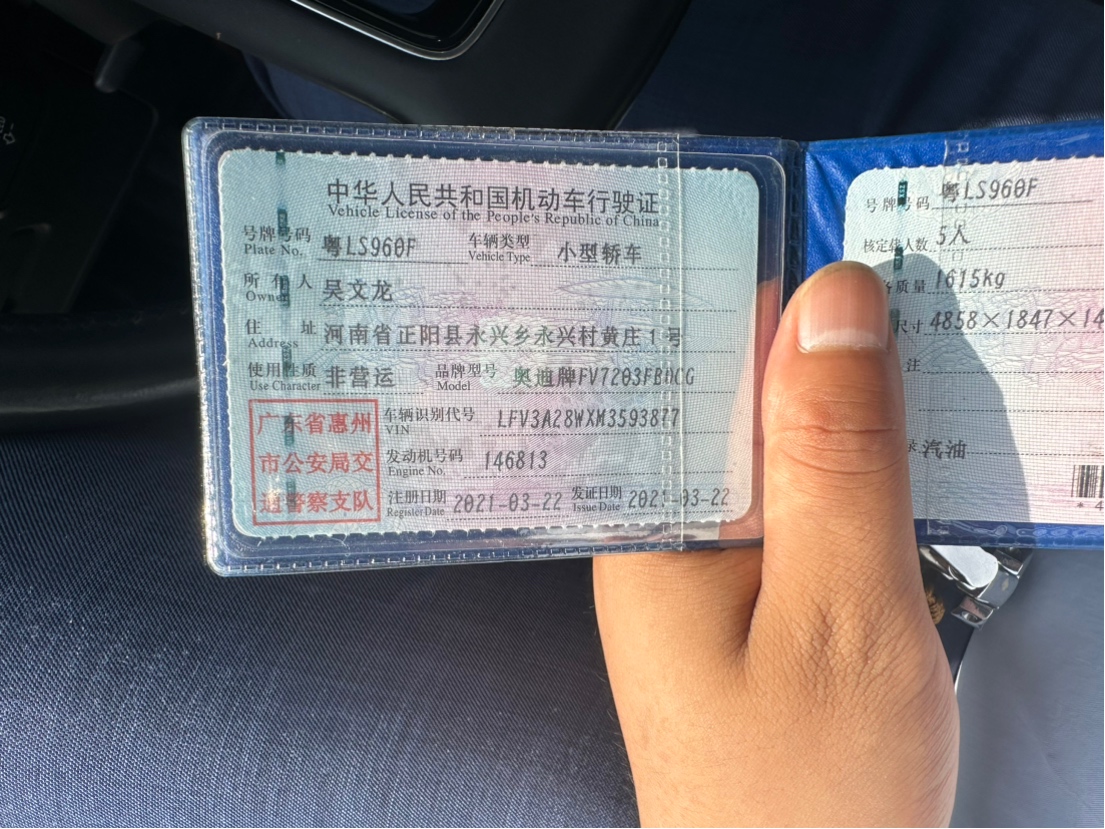 中华人民共和国机动车行驶证
Vehicle License of the People's Republic of China
号牌号码 粤LS960F 车辆类型 小型轿车
Plate No. Vehicle Type
所有人 吴文龙
Owner
住址 河南省正阳县永兴乡永兴村黄庄1号
Address
使用性质 非营运 品牌型号 奥迪牌FV7203FBDCG
Use Character Model
广东省惠州
市公安局交
通警察支队
车辆识别代号 LFV3A28WXM3593877
VIN
发动机号码 146813
Engine No.
注册日期 2021-03-22 发证日期 2021-03-22
Register Date Issue Date
号牌号码 粤LS960F
核定载人数 5人
质量 1615kg
尺寸 4858×1847×14
注
汽油
* 4